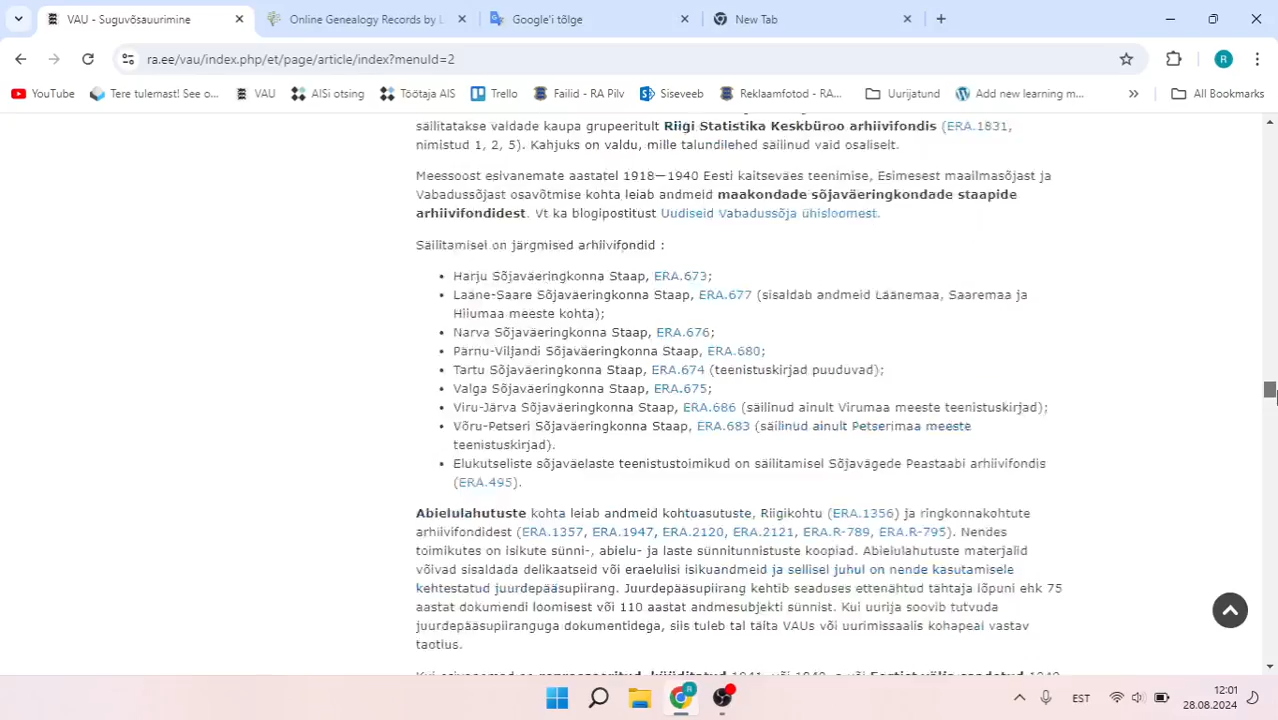 VAU - Suguvõsauurimine
Online Genealogy Records by L
Google'i tõlge
New Tab
ra.ee/vau/index.php/et/page/article/index?menuId=2
R
YouTube
Tere tulemast! See o...
VAU
AISi otsing
Töötaja AIS
Trello
Failid - RA Pilv
Siseveeb
Reklaamfotod - RA...
Uurijatund
Add new learning m...
All Bookmarks
säilitatakse valdade kaupa grupeeritult Riigi Statistika Keskbüroo arhiivifondis (ERA.1831,
nimistud 1, 2, 5). Kahjuks on valdu, mille talundilehed säilinud vaid osaliselt.
Meessoost esivanemate aastatel 1918—1940 Eesti kaitseväes teenimise, Esimesest maailmasõjast ja
Vabadussõjast osavõtmise kohta leiab andmeid maakondade sõjaväeringkondade staapide
arhiivifondidest. Vt ka blogipostitust Uudiseid Vabadussõja ühisloomest.
Säilitamisel on järgmised arhiivifondid :
• Harju Sõjaväeringkonna Staap, ERA.673;
• Lääne-Saare Sõjaväeringkonna Staap, ERA.677 (sisaldab andmeid Läänemaa, Saaremaa ja
Hiiumaa meeste kohta);
• Narva Sõjaväeringkonna Staap, ERA.676;
• Pärnu-Viljandi Sõjaväeringkonna Staap, ERA.680;
• Tartu Sõjaväeringkonna Staap, ERA.674 (teenistuskirjad puuduvad);
• Valga Sõjaväeringkonna Staap, ERA.675;
• Viru-Järva Sõjaväeringkonna Staap, ERA.686 (säilinud ainult Virumaa meeste teenistuskirjad);
• Võru-Petseri Sõjaväeringkonna Staap, ERA.683 (säilinud ainult Petserimaa meeste
teenistuskirjad).
• Elukutseliste sõjaväelaste teenistustoimikud on säilitamisel Sõjavägede Peastaabi arhiivifondis
(ERA.495).
Abielulahutuste kohta leiab andmeid kohtuasutuste, Riigikohtu (ERA.1356) ja ringkonnakohtute
arhiivifondidest (ERA.1357, ERA.1947, ERA.2120, ERA.2121, ERA.R-789, ERA.R-795). Nendes
toimikutes on isikute sünni-, abielu- ja laste sünnitunnistuste koopiad. Abielulahutuste materjalid
võivad sisaldada delikaatseid või eraelulisi isikuandmeid ja sellisel juhul on nende kasutamisele
kehtestatud juurdepääsupiirang. Juurdepääsupiirang kehtib seaduses ettenähtud tähtaja lõpuni ehk 75
aastat dokumendi loomisest või 110 aastat andmesubjekti sünnist. Kui uurija soovib tutvuda
juurdepääsupiiranguga dokumentidega, siis tuleb tal täita VAUs või uurimissaalis kohapeal vastav
taotlus.
Kui esivanemad on represseeritud, küüditatud 1941. või 1949. a või Eestist välja saadetud 1940
EST
12:01
28.08.2024